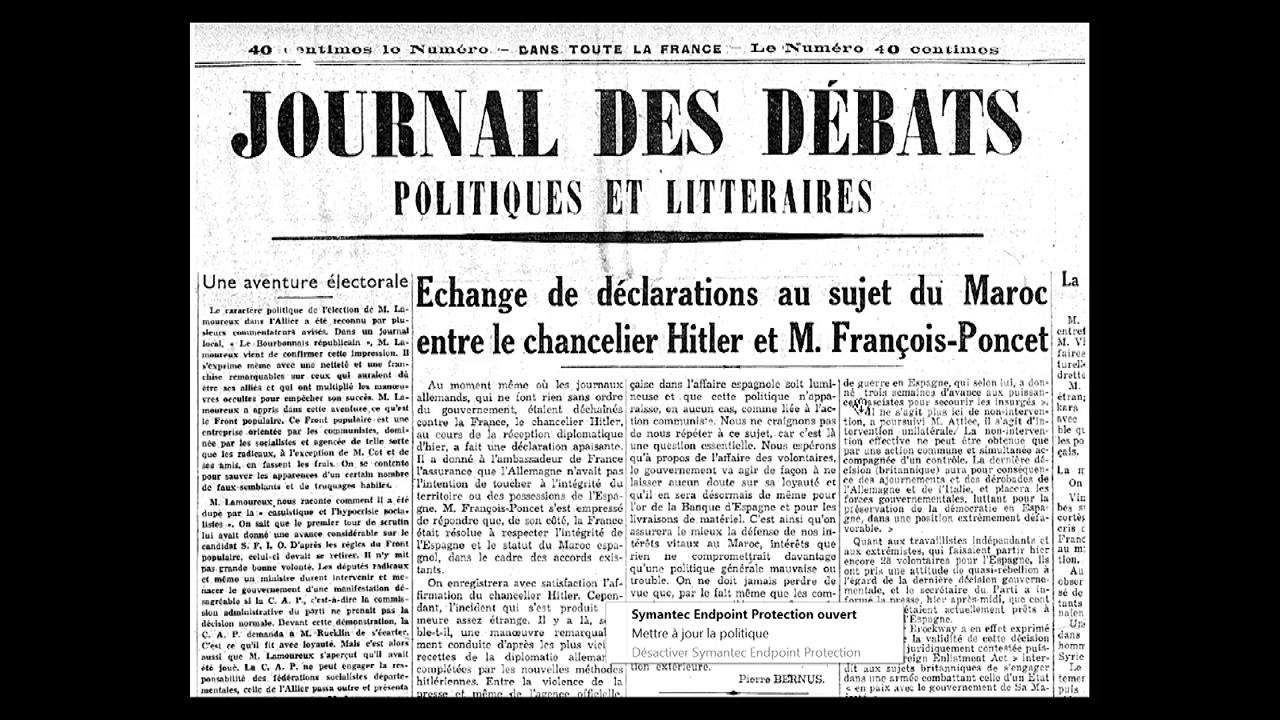 40 centimes le Numéro — DANS TOUTE LA FRANCE — Le Numéro 40 centimes
JOURNAL DES DÉBATS
POLITIQUES ET LITTERAIRES
Une aventure électorale
Le caractère politique de l'élection de M. La-
moureux dans l'Allier a été reconnu par plu-
sieurs commentateurs avisés. Dans un journal
local, « Le Bourbonnais républicain », M. La-
moureux vient de confirmer cette impression. Il
s'exprime même avec une netteté et une fran-
chise remarquables sur ceux qui auraient dû
être ses alliés et qui ont multiplié les manœu-
vres occultes pour empêcher son succès. M. La-
moureux a appris dans cette aventure ce qu'est
le Front populaire. Ce Front populaire est une
entreprise orientée par les communistes, domi-
née par les socialistes et agencée de telle sorte
que les radicaux, à l'exception de M. Cot et de
ses amis, en fassent les frais. On se contente
pour sauver les apparences d'un certain nombre
de faux-semblants et de truquages habiles.
M. Lamoureux nous raconte comment il a été
dupé par la « casuistique et l'hypocrisie socia-
listes ». On sait que le premier tour de scrutin
lui avait donné une avance considérable sur le
candidat S. F. I. O. D'après les règles du Front
populaire, celui-ci devait se retirer. Il n'y mit
pas grande bonne volonté. Les députés radicaux
et même un ministre durent intervenir et me-
nacer le gouvernement d'une manifestation dé-
sagréable si la C. A. P., c'est-à-dire la commis-
sion administrative du parti ne prenait pas la
décision normale. Devant cette démonstration, la
C. A. P. demanda à M. Rucklin de s'écarter.
C'est ce qu'il fit avec loyauté. Mais c'est alors
aussi que M. Lamoureux s'aperçut qu'il avait
été joué. La C. A. P. ne peut engager la res-
ponsabilité des fédérations socialistes départe-
mentales, celle de l'Allier passa outre et présenta
Echange de déclarations au sujet du Maroc
entre le chancelier Hitler et M. François-Poncet
Au moment même où les journaux
allemands, qui ne font rien sans ordre
du gouvernement, étaient déchaînés
contre la France, le chancelier Hitler,
au cours de la réception diplomatique
d'hier, a fait une déclaration apaisante.
Il a donné à l'ambassadeur de France
l'assurance que l'Allemagne n'avait pas
l'intention de toucher à l'intégrité du
territoire ou des possessions de l'Espa-
gne. M. François-Poncet s'est empressé
de répondre que, de son côté, la France
était résolue à respecter l'intégrité de
l'Espagne et le statut du Maroc espa-
gnol, dans le cadre des accords exis-
tants.
On enregistrera avec satisfaction l'af-
firmation du chancelier Hitler. Cepen-
dant, l'incident qui s'est produit
meure assez étrange. Il y a là, s
ble-t-il, une manœuvre remarqual
ment conduite d'après les plus viei
recettes de la diplomatie allema
complétées par les nouvelles méthodes
hitlériennes. Entre la violence de la
presse et même de l'agence officielle,
çaise dans l'affaire espagnole soit lumi-
neuse et que cette politique n'appa-
raisse, en aucun cas, comme liée à l'ac-
tion communiste. Nous ne craignons pas
de nous répéter à ce sujet, car c'est là
une question essentielle. Nous espérons
qu'à propos de l'affaire des volontaires,
le gouvernement va agir de façon à ne
laisser aucun doute sur sa loyauté et
qu'il en sera désormais de même pour
l'or de la Banque d'Espagne et pour les
livraisons de matériel. C'est ainsi qu'on
assurera le mieux la défense de nos in-
térêts vitaux au Maroc, intérêts que
rien ne compromettrait davantage
qu'une politique générale mauvaise ou
trouble. On ne doit jamais perdre de
vue que, par le fait même que les com-
Symantec Endpoint Protection ouvert
Mettre à jour la politique
Désactiver Symantec Endpoint Protection
tion extérieure.
Pierre BERNUS.
de guerre en Espagne, qui selon lui, a don-
né trois semaines d'avance aux puissan-
ces fascistes pour secourir les insurgés ».
Il ne s'agit plus ici de non-interven-
tion, a poursuivi M. Attlee, il s'agit d'in-
tervention unilatérale. La non-interven-
tion effective ne peut être obtenue que
par une action commune et simultanée ac-
compagnée d'un contrôle. La dernière dé-
cision (britannique) aura pour conséquen-
ce des ajournements et des dérobades de
l'Allemagne et de l'Italie, et placera les
forces gouvernementales, luttant pour la
préservation de la démocratie en Espa-
gne, dans une position extrêmement défa-
vorable. »
Quant aux travaillistes indépendants et
aux extrémistes, qui faisaient partir hier
encore 28 volontaires pour l'Espagne, ils
ont pris une attitude de quasi-rébellion à
l'égard de la dernière décision gouverne-
mentale, et le secrétaire du Parti a in-
formé la presse, hier après-midi, que cent
étaient actuellement prêts à
l'Espagne.
Brockway a en effet exprimé
la validité de cette décision
juridiquement contestée puis-
reign Enlistment Act » inter-
dit aux sujets britanniques de s'engager
dans une armée combattant celle d'un Etat
« en paix avec le gouvernement de Sa Ma-
La
M.
entret
M. Vi
faires
turell
M.
étran
kara
avec
les po
çais.
La
On
Vin
cortè
cris
Franc
au m
tion.
Au
obser
sé de
tants
dans
homm
Syrie
Le
temer
puis